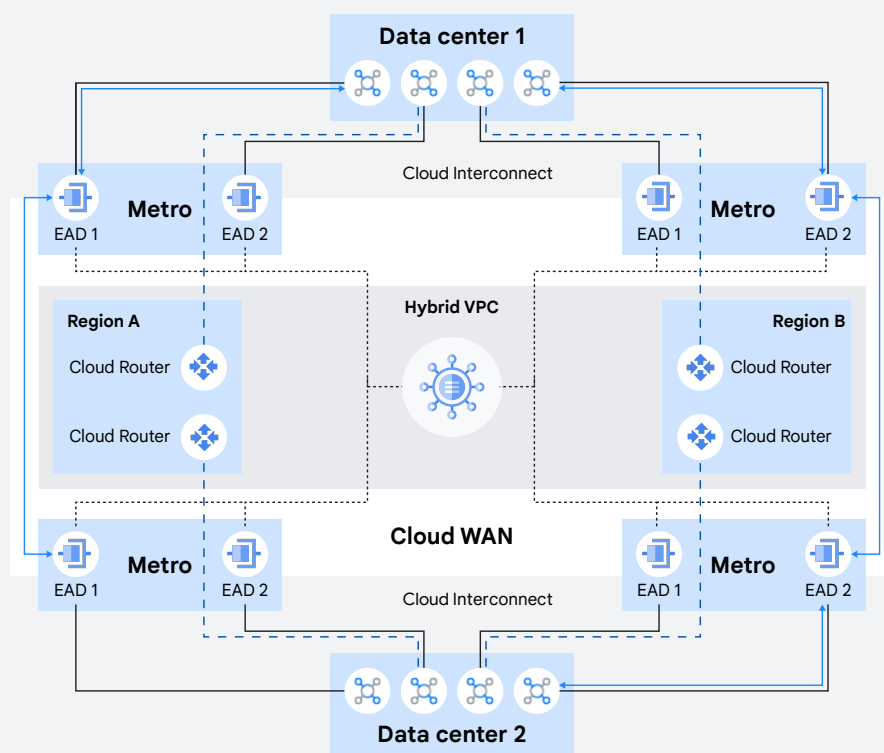 Data center 1
Cloud Interconnect
Metro
EAD 1
EAD 2
Metro
EAD 1
EAD 2
Hybrid VPC
Region A
Cloud Router
Cloud Router
Region B
Cloud Router
Cloud Router
Cloud WAN
Metro
EAD 1
EAD 2
Metro
EAD 1
EAD 2
Cloud Interconnect
Data center 2